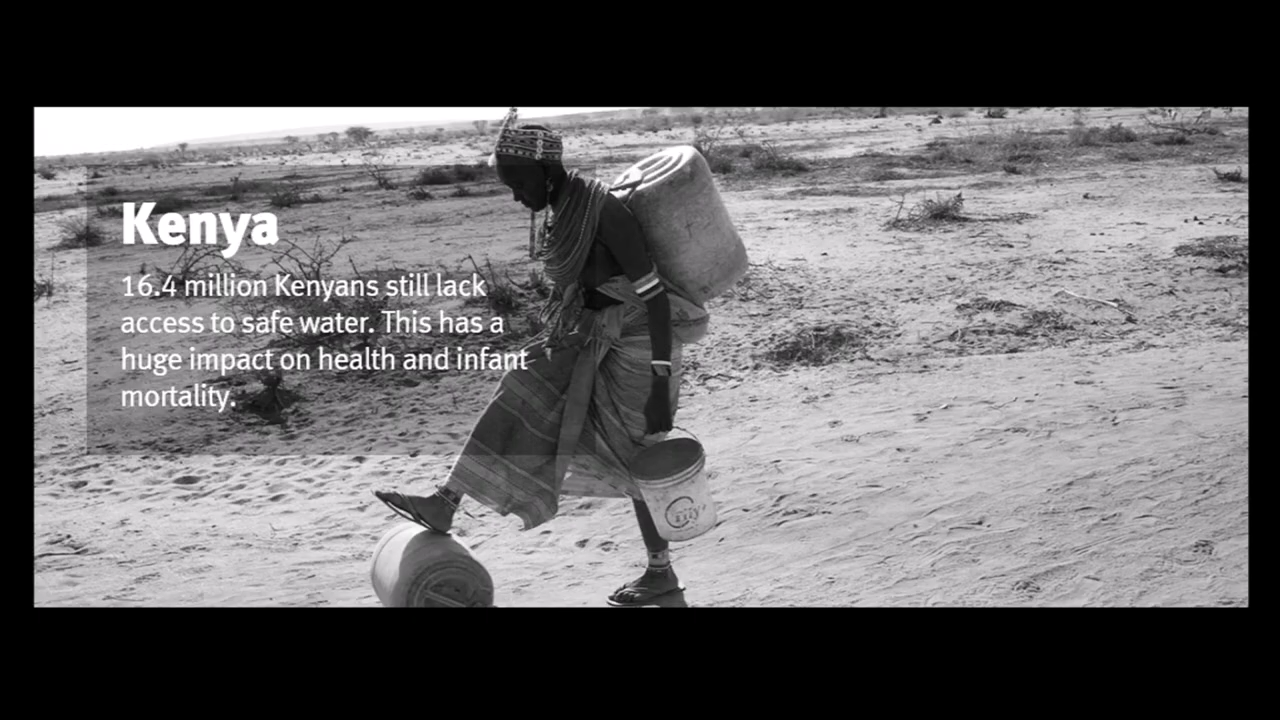 Kenya
16.4 million Kenyans still lack
access to safe water. This has a
huge impact on health and infant
mortality.